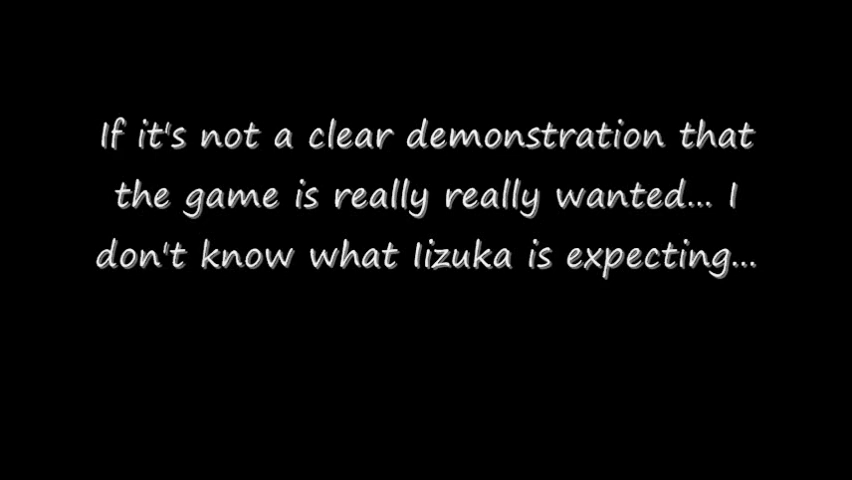 If it's not a clear demonstration that
the game is really really wanted... I
don't know what Iizuka is expecting...